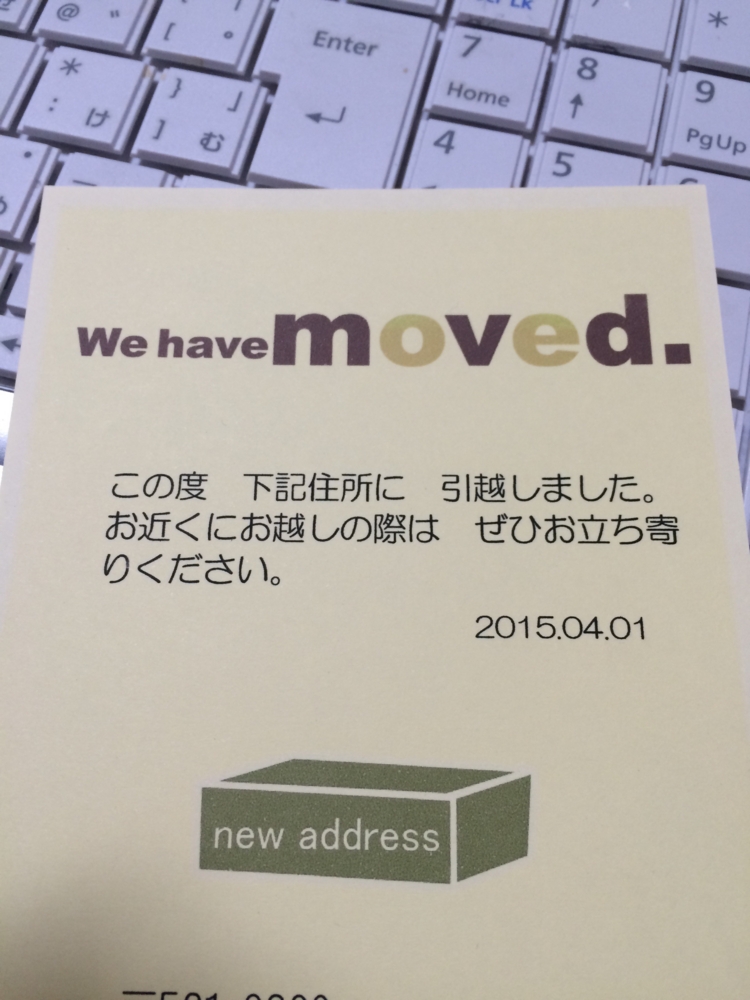 @ ゛
[ ゜
Enter
7
Home
8
↑
*
9
PgUp
*
: け
} 」
] む
4
5
We have moved.
この度　下記住所に　引越しました。
お近くにお越しの際は　ぜひお立ち寄
りください。
2015.04.01
new address